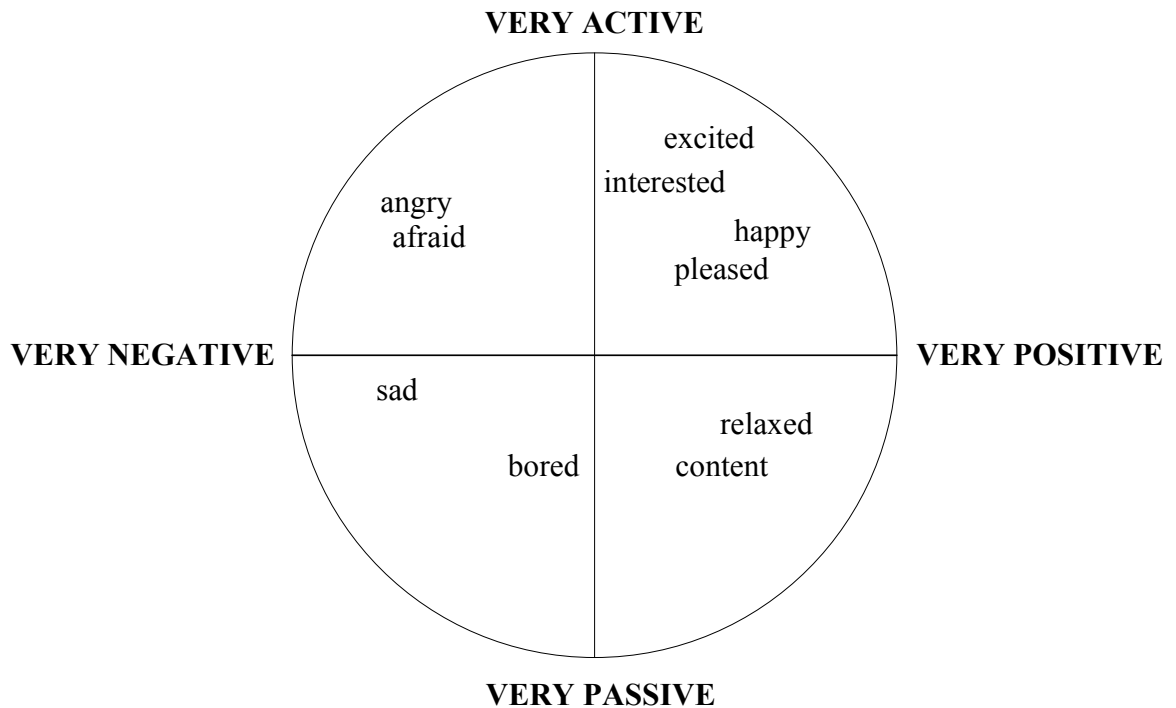 VERY ACTIVE
excited
interested
angry
afraid
happy
pleased
VERY NEGATIVE
VERY POSITIVE
sad
relaxed
bored
content
VERY PASSIVE